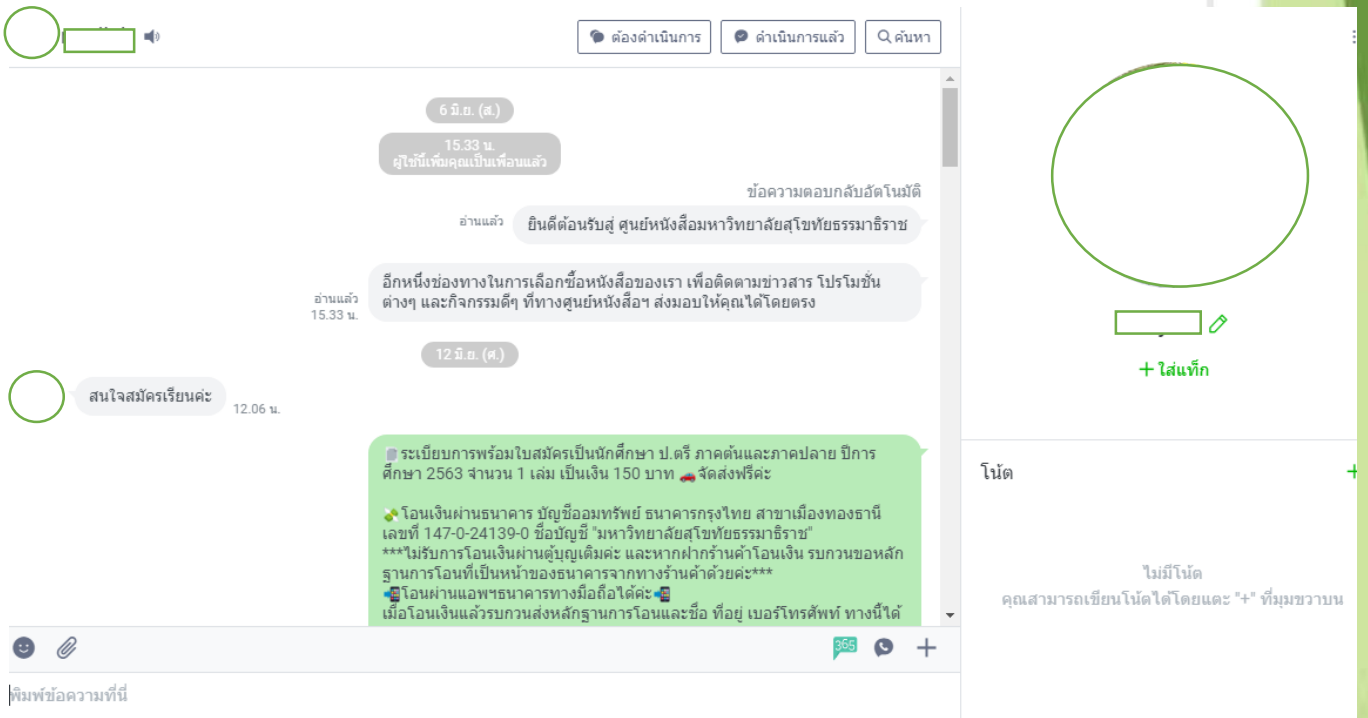 ต้องดำเนินการ
ดำเนินการแล้ว
ค้นหา
6 มิ.ย. (ส.)
15.33 น.
ผู้ใช้นี้เพิ่มคุณเป็นเพื่อนแล้ว
ข้อความตอบกลับอัตโนมัติ
อ่านแล้ว
ยินดีต้อนรับสู่ ศูนย์หนังสือมหาวิทยาลัยสุโขทัยธรรมาธิราช
อีกหนึ่งช่องทางในการเลือกซื้อหนังสือของเรา เพื่อติดตามข่าวสาร โปรโมชั่น
ต่างๆ และกิจกรรมดีๆ ที่ทางศูนย์หนังสือฯ ส่งมอบให้คุณได้โดยตรง
อ่านแล้ว
15.33 น.
12 มิ.ย. (ศ.)
สนใจสมัครเรียนค่ะ
12.06 น.
ระเบียบการพร้อมใบสมัครเป็นนักศึกษา ป.ตรี ภาคต้นและภาคปลาย ปีการ
ศึกษา 2563 จำนวน 1 เล่ม เป็นเงิน 150 บาท 🚗จัดส่งฟรีค่ะ
💸โอนเงินผ่านธนาคาร บัญชีออมทรัพย์ ธนาคารกรุงไทย สาขาเมืองทองธานี
เลขที่ 147-0-24139-0 ชื่อบัญชี "มหาวิทยาลัยสุโขทัยธรรมาธิราช"
***ไม่รับการโอนเงินผ่านตู้บุญเติมค่ะ และหากฝากร้านค้าโอนเงิน รบกวนขอหลัก
ฐานการโอนที่เป็นหน้าของธนาคารจากทางร้านค้าด้วยค่ะ***
📲โอนผ่านแอพฯธนาคารทางมือถือได้ค่ะ📲
เมื่อโอนเงินแล้วรบกวนส่งหลักฐานการโอนและชื่อ ที่อยู่ เบอร์โทรศัพท์ ทางนี้ได้
365
พิมพ์ข้อความที่นี่
+ ใส่แท็ก
โน้ต
ไม่มีโน้ต
คุณสามารถเขียนโน้ตได้โดยแตะ "+" ที่มุมขวาบน